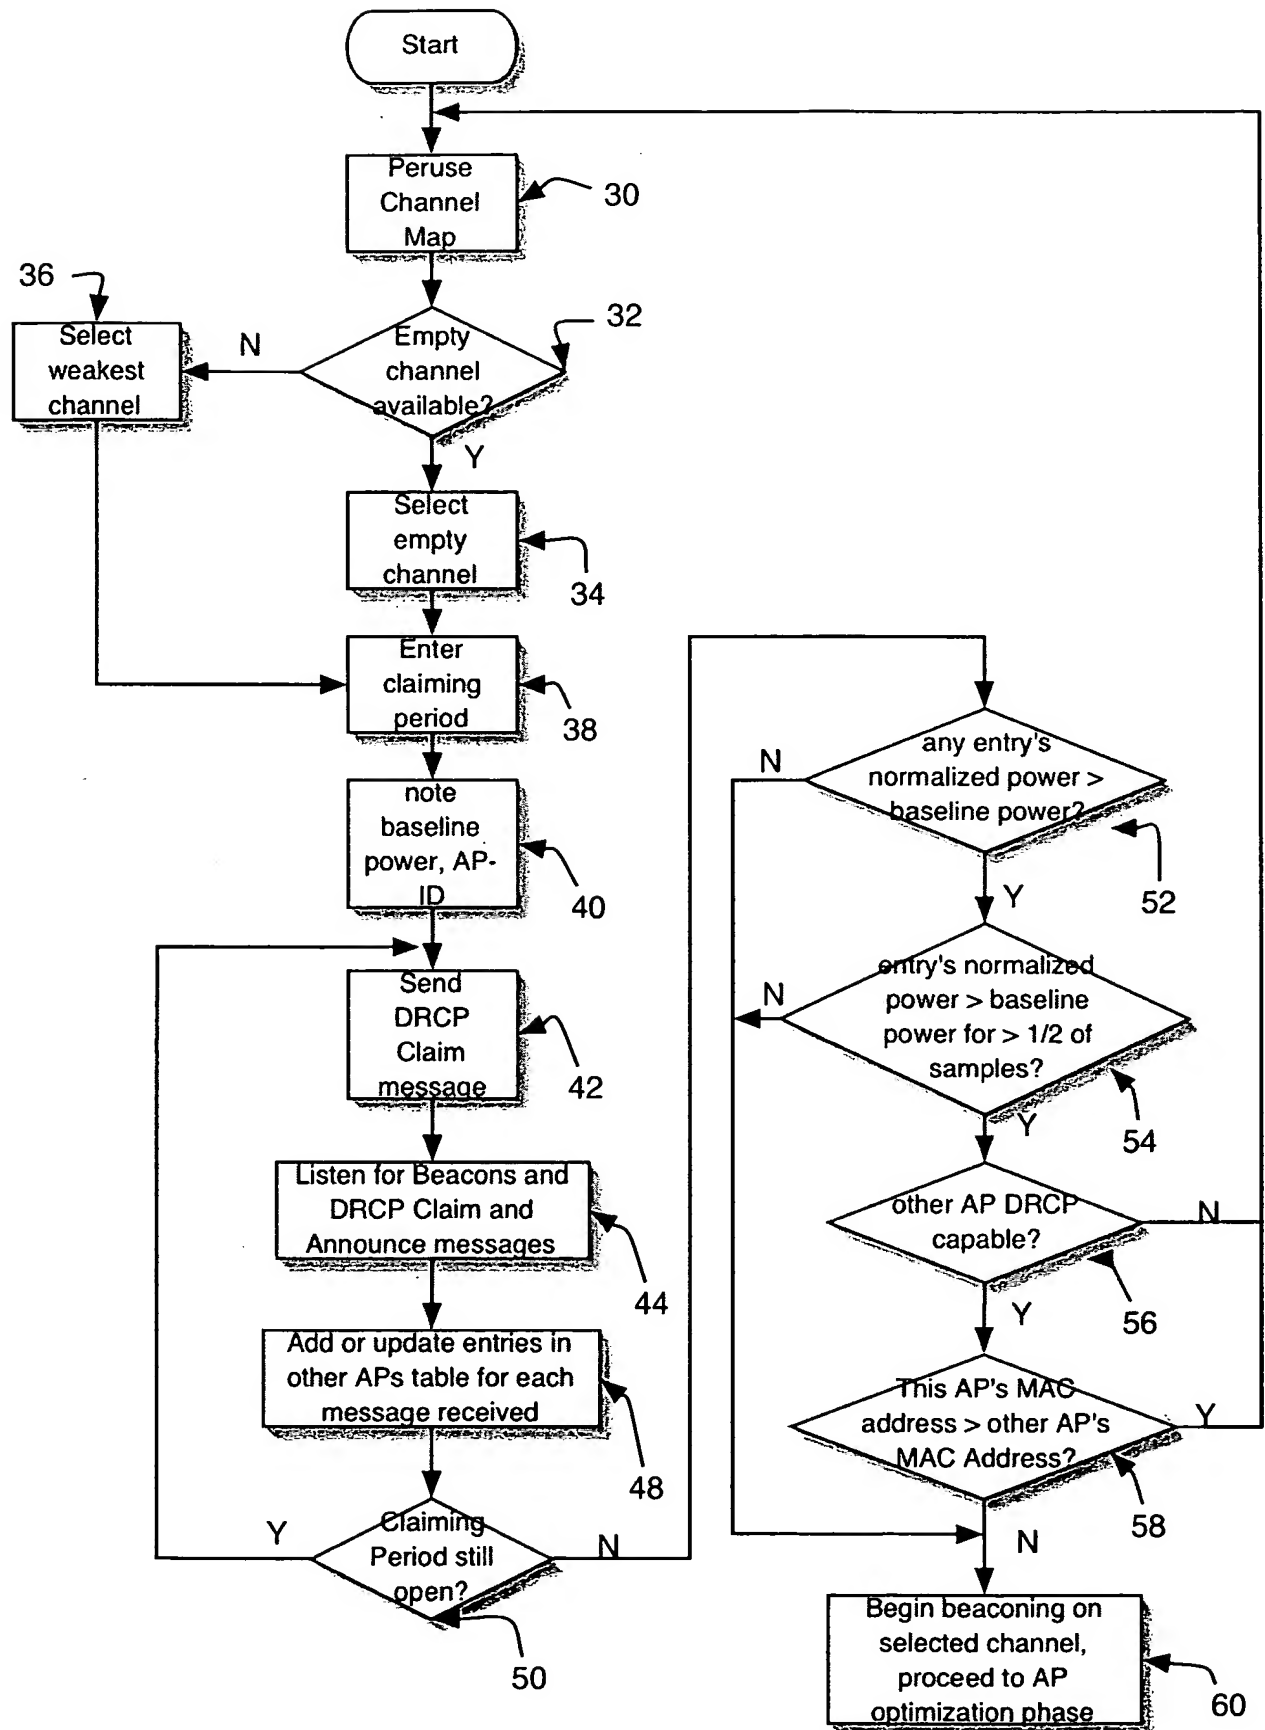 Start
Peruse
Channel
Map
30
36
32
Select
weakest
channel
N
Empty
channel
available?
Y
Select
empty
channel
34
Enter
claiming
period
38
note
baseline
power, AP-
ID
40
Send
DRCP
Claim
message
42
Listen for Beacons and
DRCP Claim and
Announce messages
44
Add or update entries in
other APs table for each
message received
48
Y
Claiming
Period still
open?
N
50
N
any entry's
normalized power >
baseline power?
52
Y
N
entry's normalized
power > baseline
power for > 1/2 of
samples?
54
Y
other AP DRCP
capable?
N
56
Y
This AP's MAC
address > other AP's
MAC Address?
Y
58
N
Begin beaconing on
selected channel,
proceed to AP
optimization phase
60